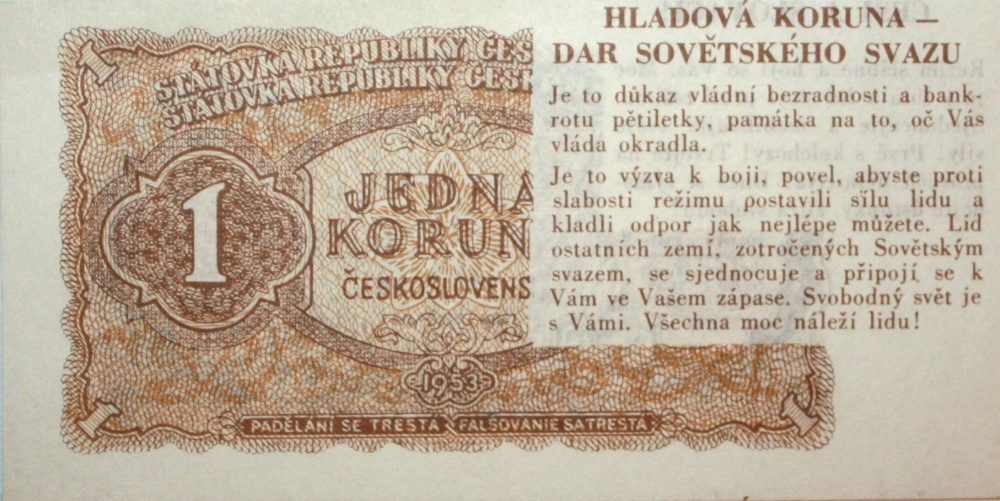 HLADOVÁ KORUNA —
DAR SOVĚTSKÉHO SVAZU
Je to důkaz vládní bezradnosti a bank-
rotu pětiletky, památka na to, oč Vás
vláda okradla.
Je to výzva k boji, povel, abyste proti
slabosti režimu postavili sílu lidu a
kladli odpor jak nejlépe můžete. Lid
ostatních zemí, zotročených Sovětským
svazem, se sjednocuje a připojí se k
Vám ve Vašem zápase. Svobodný svět je
s Vámi. Všechna moc náleží lidu!
1
STÁTOVKA REPUBLIKY ČES
ŠTÁTOVKA REPUBLIKY ČESK
1
JEDNA
KORUN
ČESKOSLOVENS
1953
1
1
PADĚLÁNÍ SE TRESTÁ FALŠOVANIE SA TRESTÁ